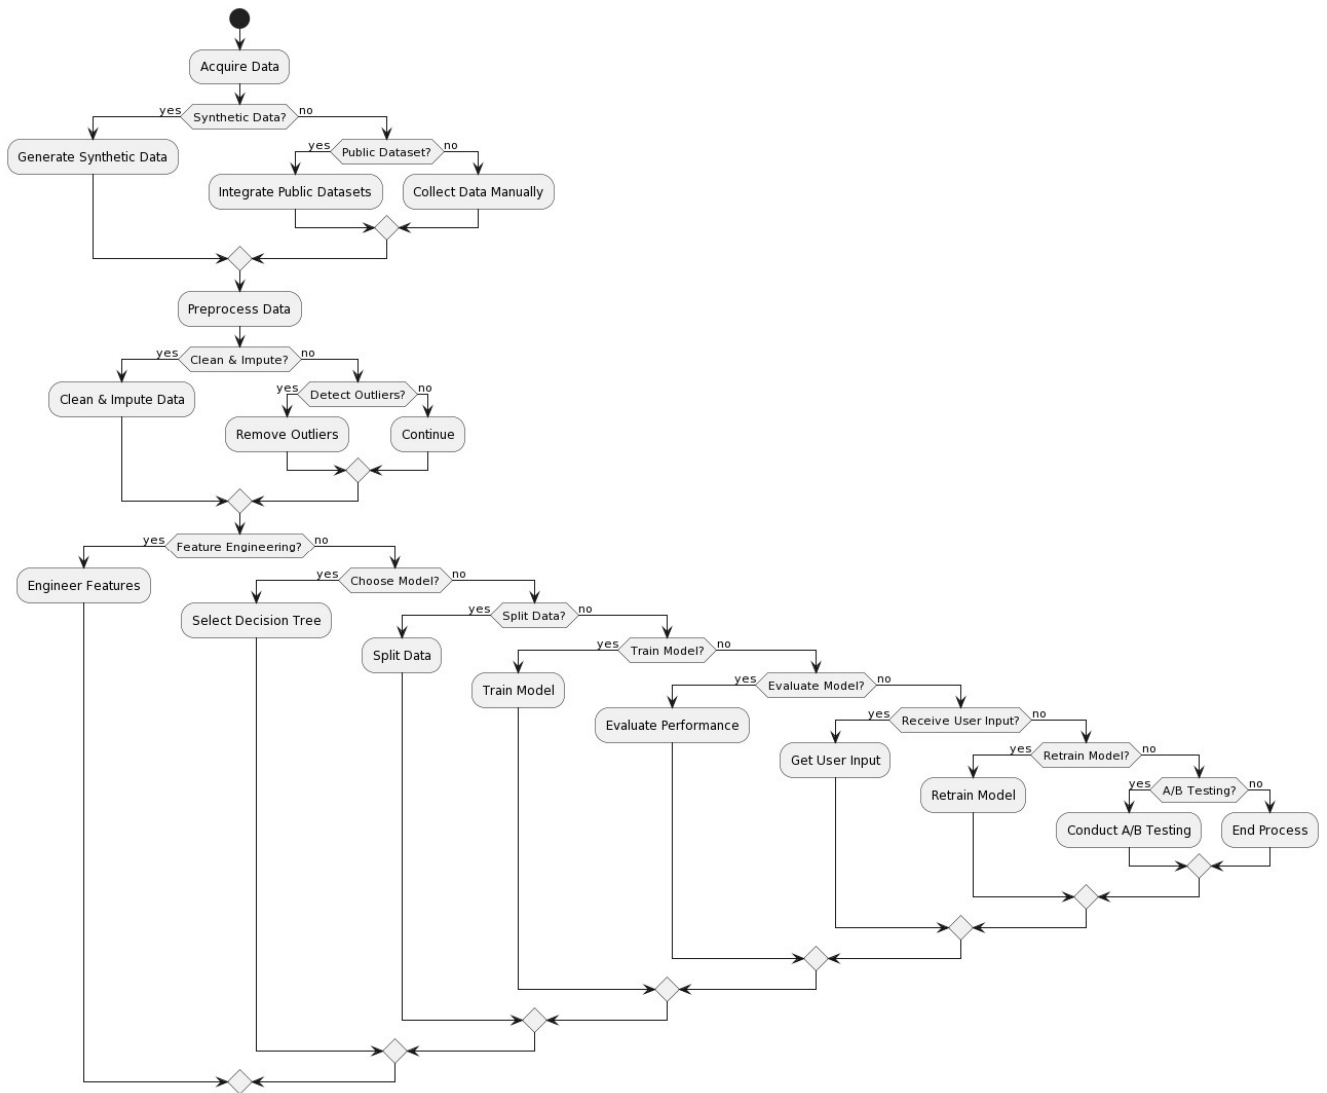 Acquire Data
yes
Synthetic Data?
no
Generate Synthetic Data
yes
Public Dataset?
no
Integrate Public Datasets
Collect Data Manually
Preprocess Data
yes
Clean & Impute?
no
Clean & Impute Data
yes
Detect Outliers?
no
Remove Outliers
Continue
yes
Feature Engineering?
no
Engineer Features
yes
Choose Model?
no
Select Decision Tree
yes
Split Data?
no
Split Data
yes
Train Model?
no
Train Model
yes
Evaluate Model?
no
Evaluate Performance
yes
Receive User Input?
no
Get User Input
yes
Retrain Model?
no
Retrain Model
yes
A/B Testing?
no
Conduct A/B Testing
End Process